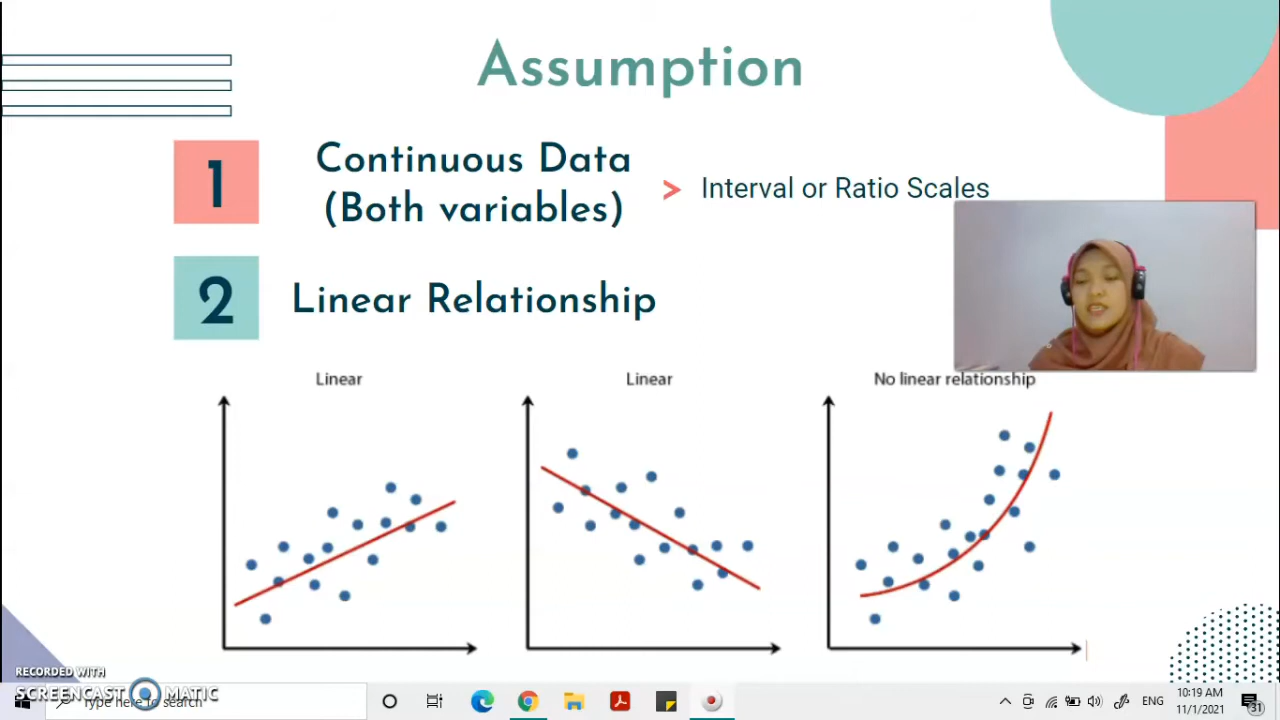 Assumption
1
Continuous Data
(Both variables)
> Interval or Ratio Scales
2
Linear Relationship
Linear
Linear
No linear relationship
RECORDED WITH
SCREENCAST MATIC
Type here to search
ENG
10:19 AM
11/1/2021
31